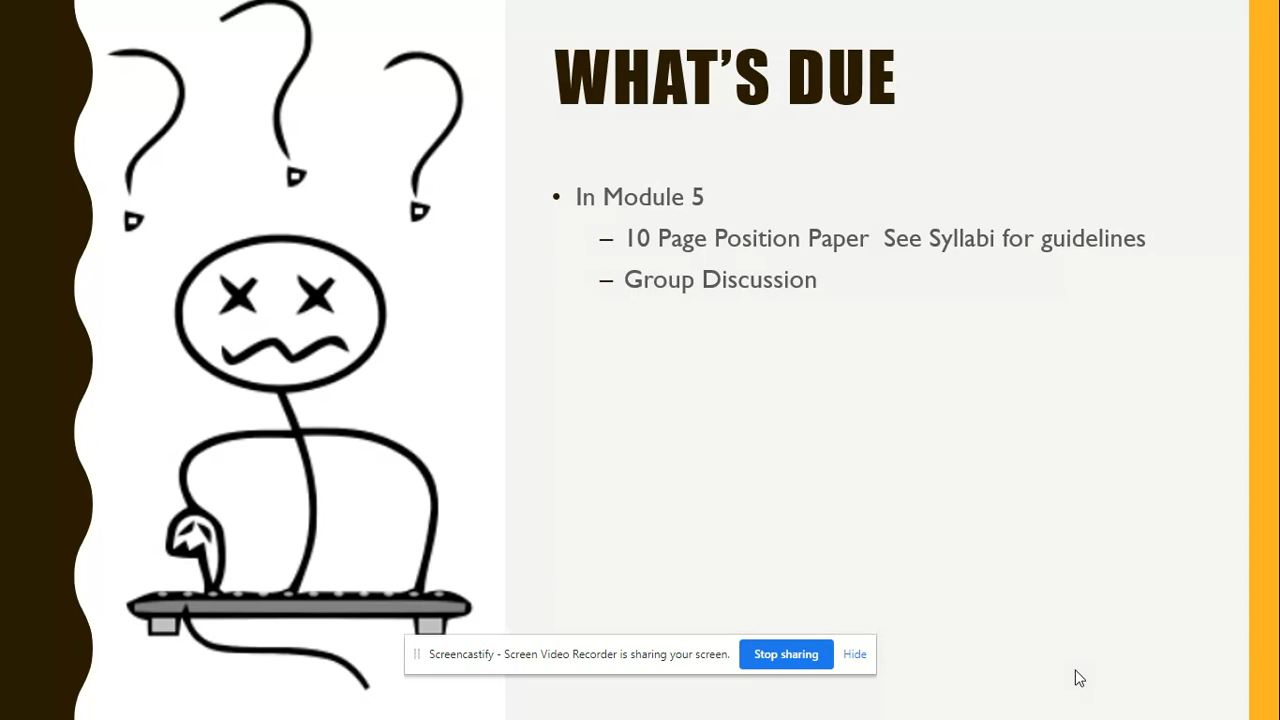 WHAT'S DUE
• In Module 5
– 10 Page Position Paper  See Syllabi for guidelines
– Group Discussion
Screencastify - Screen Video Recorder is sharing your screen. Stop sharing Hide